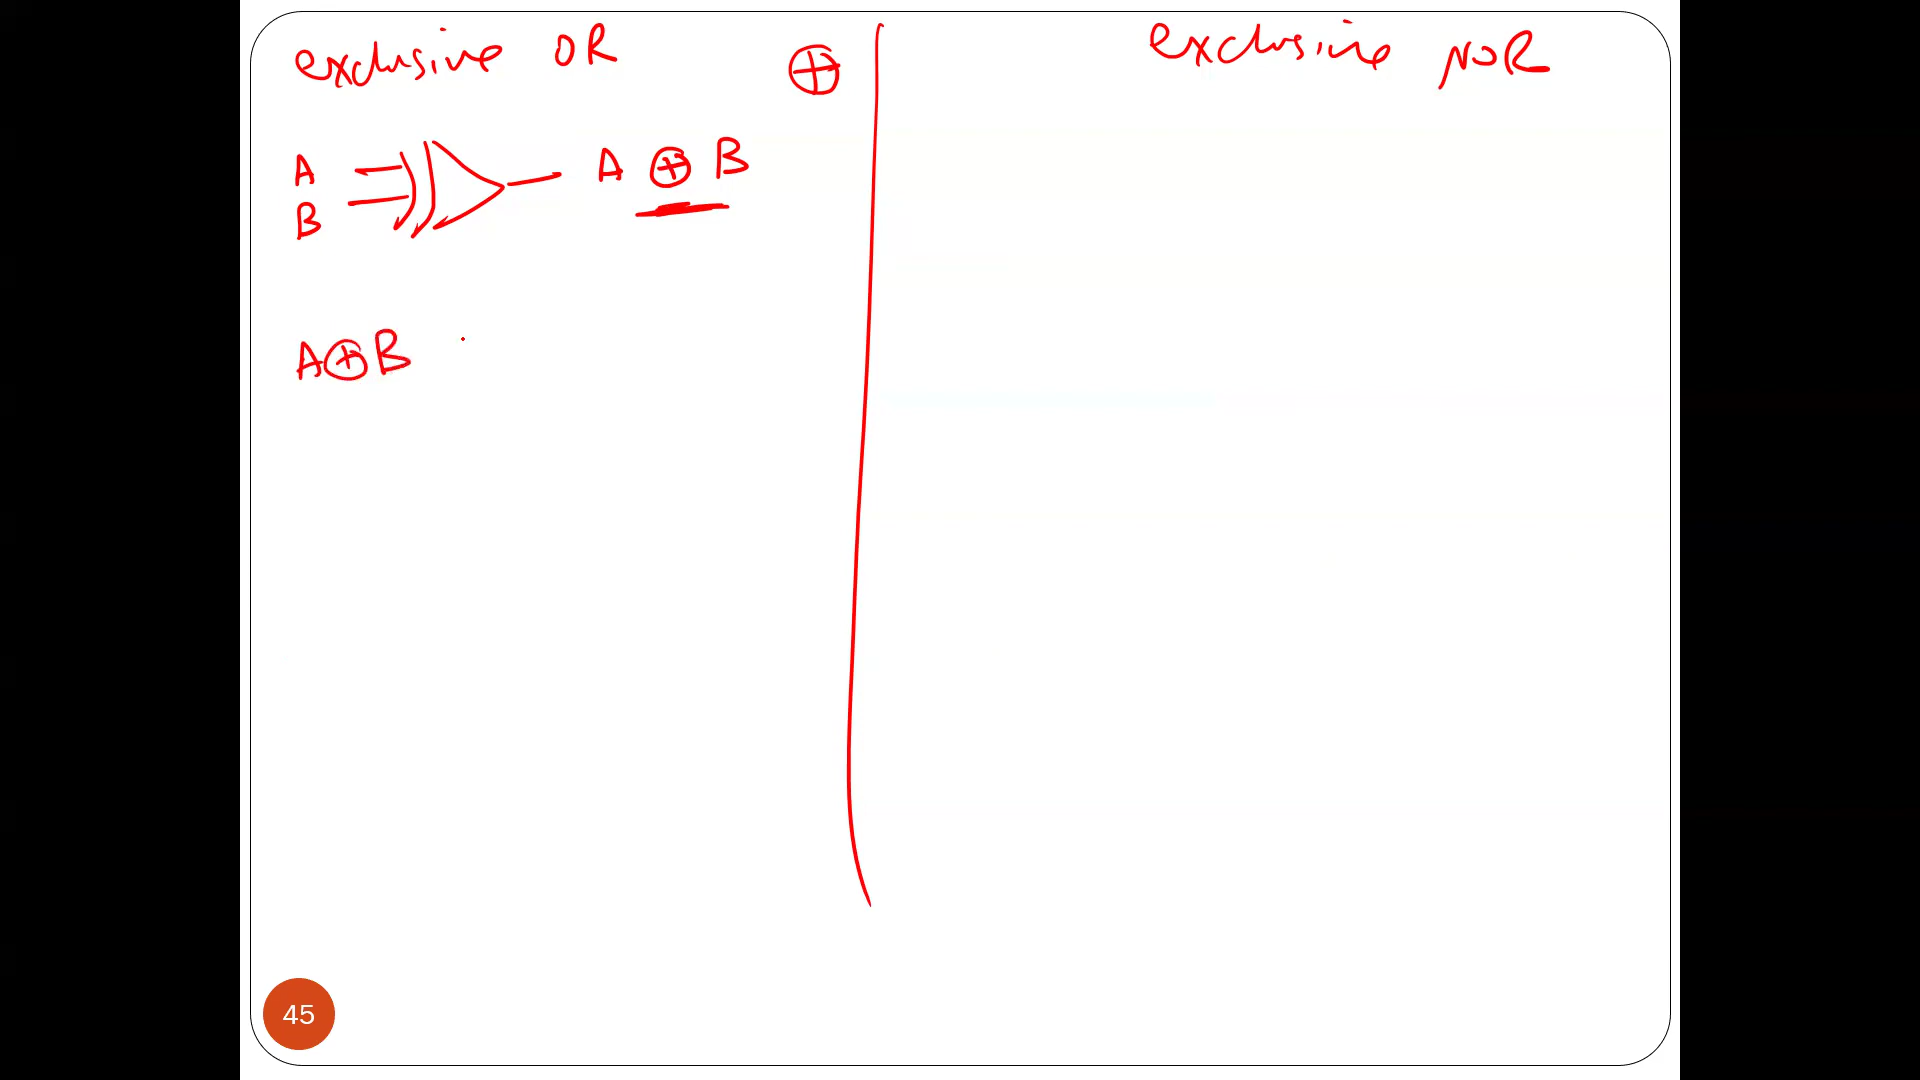 exclusive OR ⊕
A
B
A ⊕ B
A⊕B
exclusive NOR
45